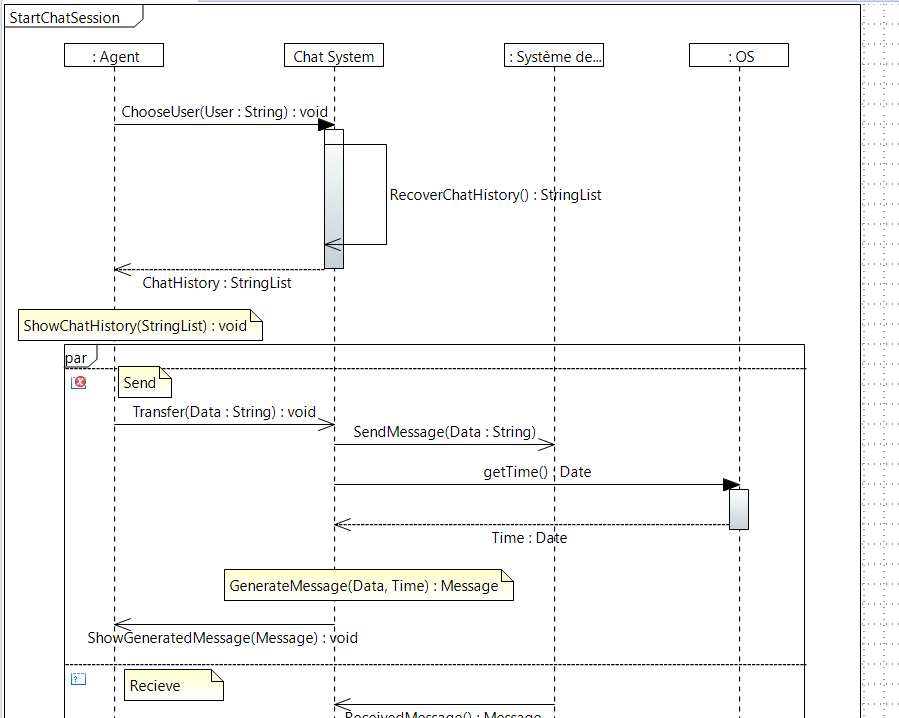 StartChatSession
: Agent
Chat System
: Système de...
: OS
ChooseUser(User : String) : void
RecoverChatHistory() : StringList
ChatHistory : StringList
ShowChatHistory(StringList) : void
par
Send
Transfer(Data : String) : void
SendMessage(Data : String)
getTime() : Date
Time : Date
GenerateMessage(Data, Time) : Message
ShowGeneratedMessage(Message) : void
Recieve
ReceivedMessage() : Message